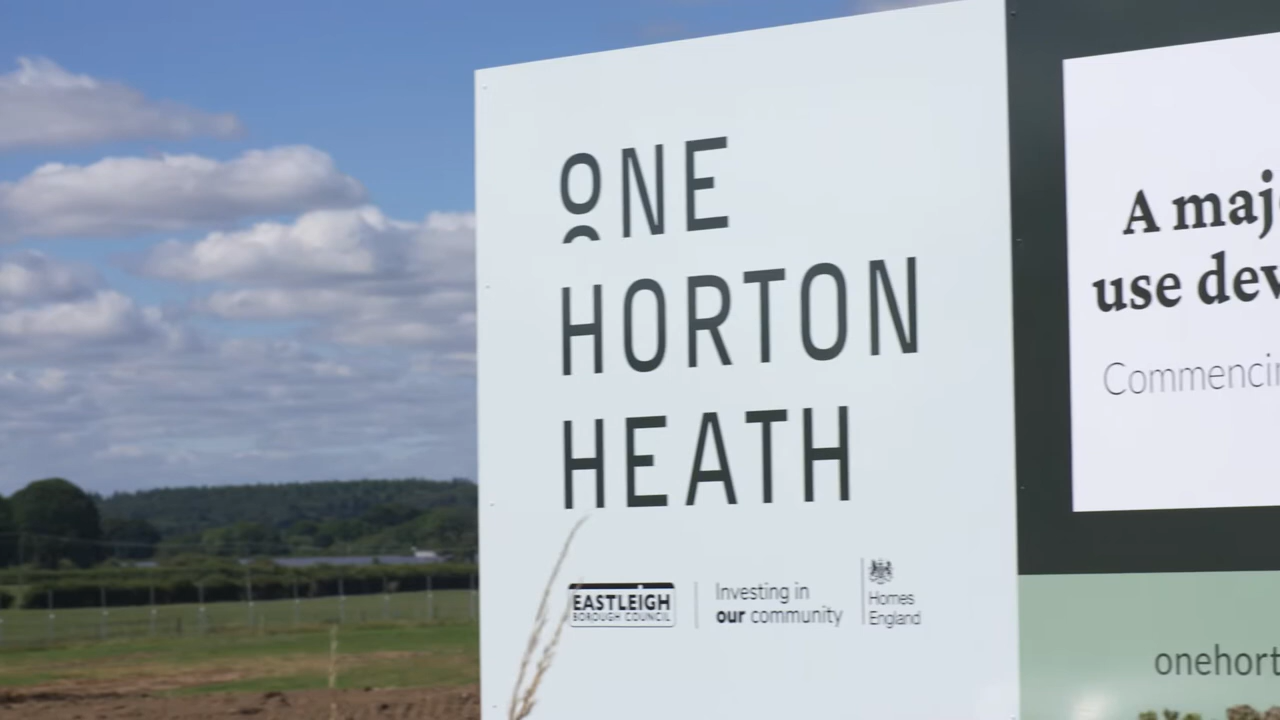 ONE
HORTON
HEATH
EASTLEIGH
BOROUGH COUNCIL
Investing in
our community
Homes
England
A maj
use dev
Commencin
onehort